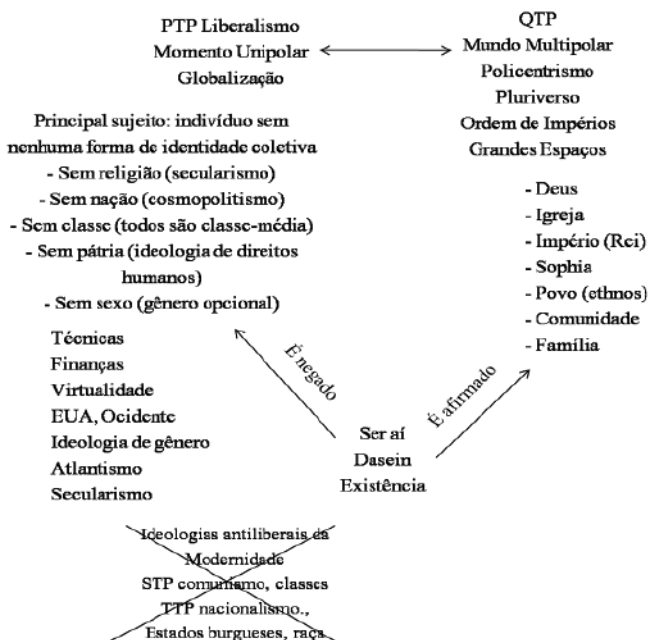 PTP Liberalismo
Momento Unipolar
Globalização
QTP
Mundo Multipolar
Policentrismo
Pluriverso
Ordem de Impérios
Grandes Espaços
Principal sujeito: indivíduo sem
nenhuma forma de identidade coletiva
- Sem religião (secularismo)
- Sem nação (cosmopolitismo)
- Sem classe (todos são classe-média)
- Sem pátria (ideologia de direitos
humanos)
- Sem sexo (gênero opcional)
- Deus
- Igreja
- Império (Rei)
- Sophia
- Povo (ethnos)
- Comunidade
- Família
Técnicas
Finanças
Virtualidade
EUA, Ocidente
Ideologia de gênero
Atlantismo
Secularismo
É negado
É afirmado
Ser aí
Dasein
Existência
Ideologias antiliberais da
Modernidade
STP comunismo, classes
TTP nacionalismo.,
Estados burgueses, raça